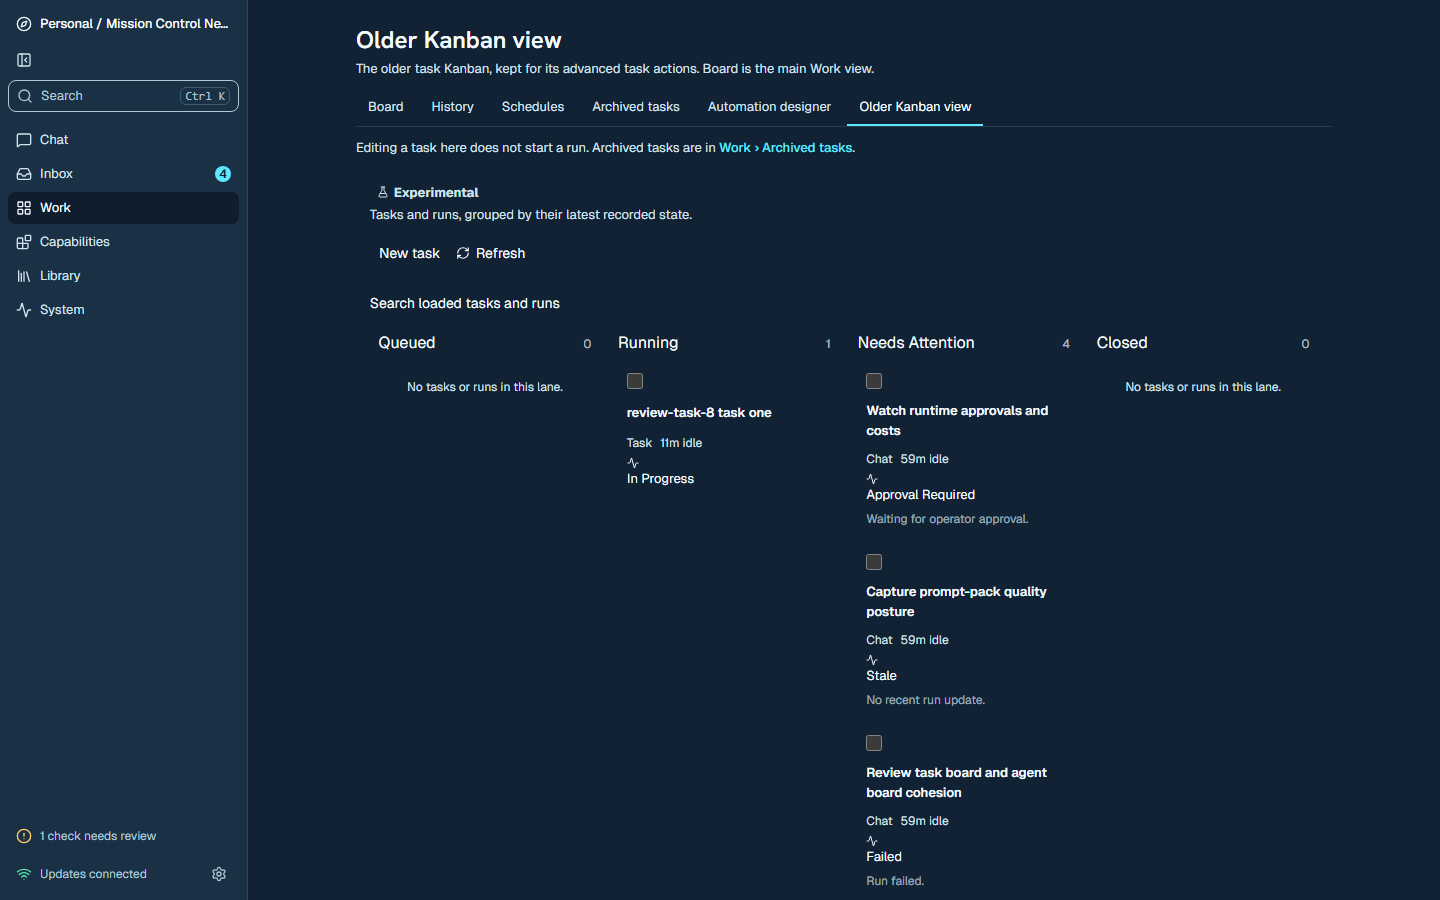 Personal / Mission Control Ne...
Search
Ctrl K
Chat
Inbox
4
Work
Capabilities
Library
System
1 check needs review
Updates connected
Older Kanban view
The older task Kanban, kept for its advanced task actions. Board is the main Work view.
Board
History
Schedules
Archived tasks
Automation designer
Older Kanban view
Editing a task here does not start a run. Archived tasks are in Work › Archived tasks.
Experimental
Tasks and runs, grouped by their latest recorded state.
New task
Refresh
Search loaded tasks and runs
Queued
0
No tasks or runs in this lane.
Running
1
review-task-8 task one
Task 11m idle
In Progress
Needs Attention
4
Watch runtime approvals and
costs
Chat 59m idle
Approval Required
Waiting for operator approval.
Capture prompt-pack quality
posture
Chat 59m idle
Stale
No recent run update.
Review task board and agent
board cohesion
Chat 59m idle
Failed
Run failed.
Closed
0
No tasks or runs in this lane.